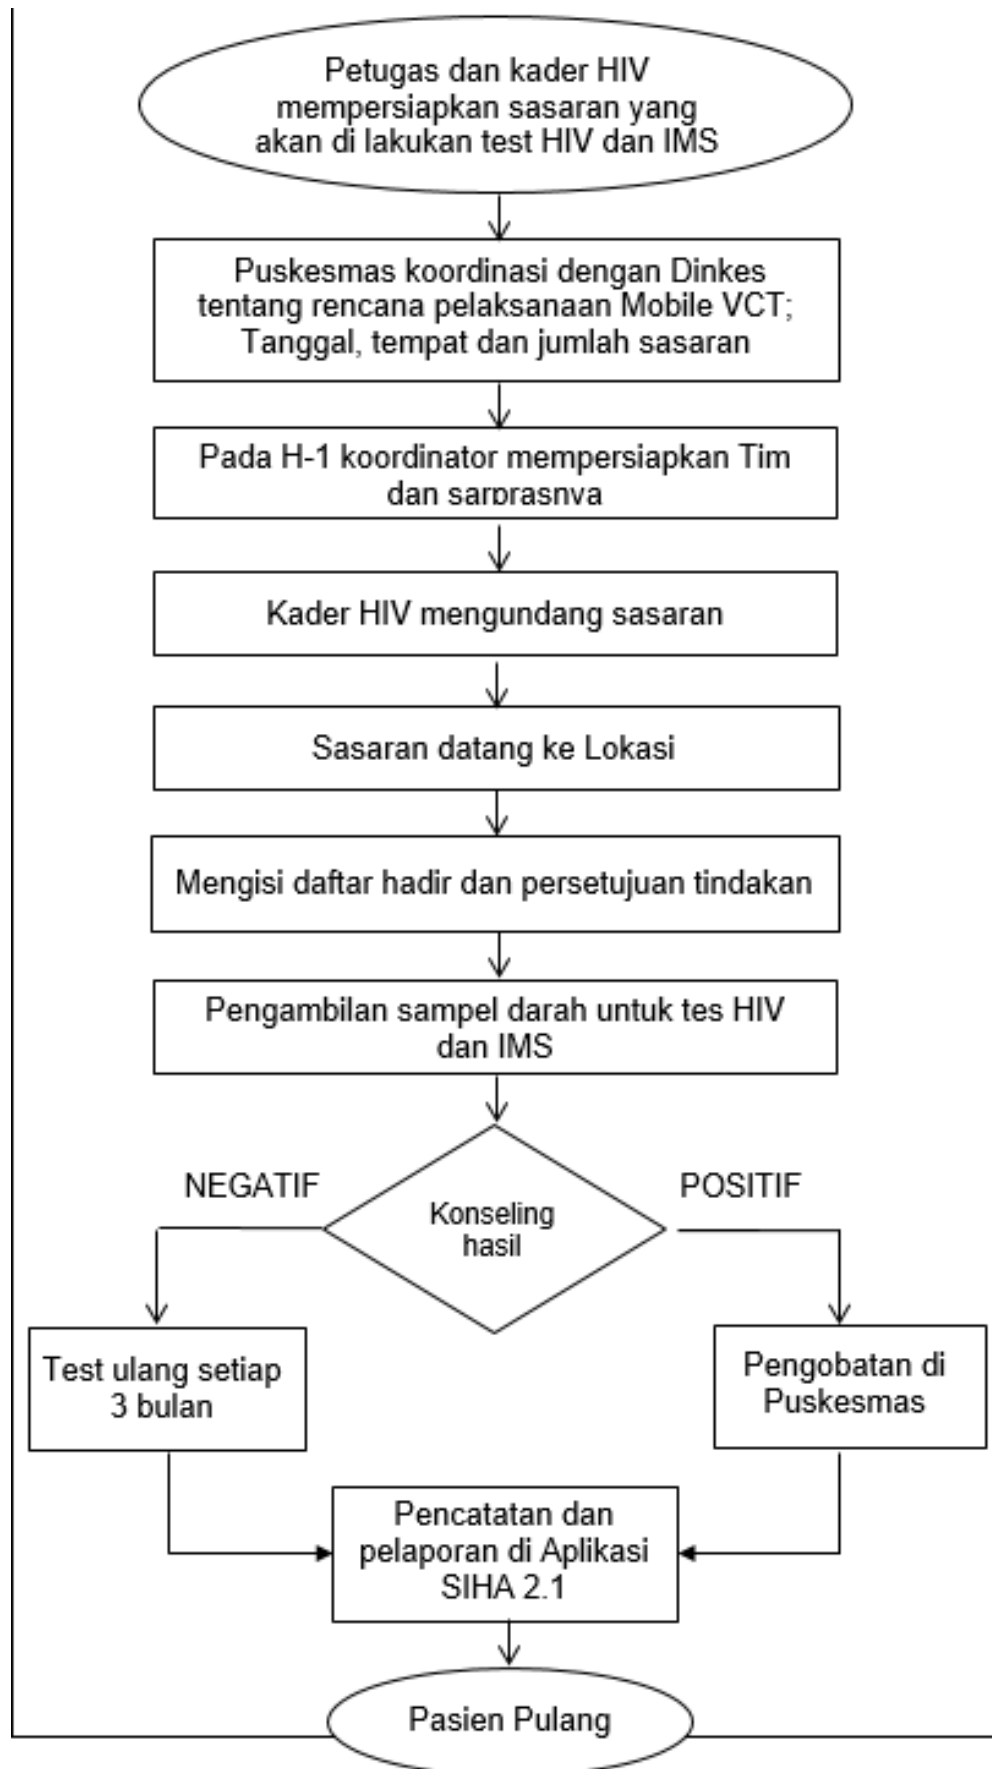 Petugas dan kader HIV
mempersiapkan sasaran yang
akan di lakukan test HIV dan IMS
Puskesmas koordinasi dengan Dinkes
tentang rencana pelaksanaan Mobile VCT;
Tanggal, tempat dan jumlah sasaran
Pada H-1 koordinator mempersiapkan Tim
dan sarprasnya
Kader HIV mengundang sasaran
Sasaran datang ke Lokasi
Mengisi daftar hadir dan persetujuan tindakan
Pengambilan sampel darah untuk tes HIV
dan IMS
NEGATIF
POSITIF
Konseling
hasil
Test ulang setiap
3 bulan
Pengobatan di
Puskesmas
Pencatatan dan
pelaporan di Aplikasi
SIHA 2.1
Pasien Pulang